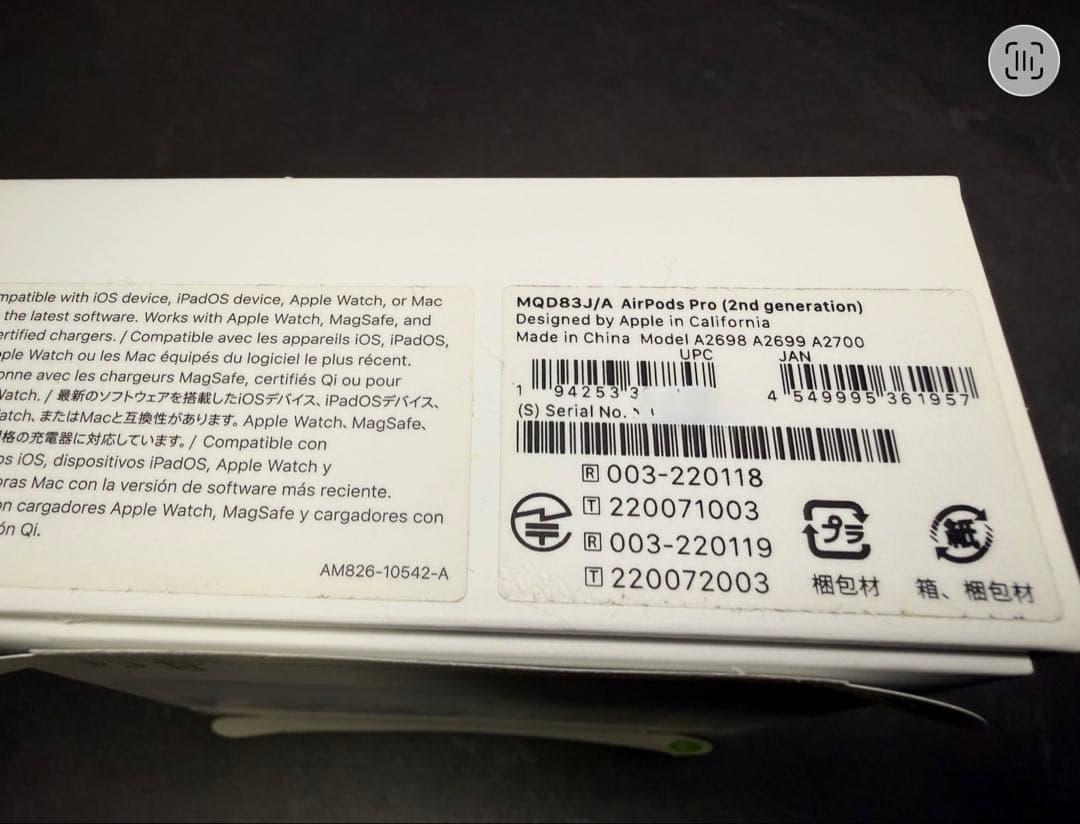 mpatible with iOS device, iPadOS device, Apple Watch, or Mac
the latest software. Works with Apple Watch, MagSafe, and
ertified chargers. / Compatible avec les appareils iOS, iPadOS,
ple Watch ou les Mac équipés du logiciel le plus récent.
onne avec les chargeurs MagSafe, certifiés Qi ou pour
Watch. / 最新のソフトウェアを搭載したiOSデバイス、iPadOSデバイス、
atch、またはMacと互換性があります。Apple Watch、MagSafe、
格の充電器に対応しています。/ Compatible con
os iOS, dispositivos iPadOS, Apple Watch y
oras Mac con la versión de software más reciente.
on cargadores Apple Watch, MagSafe y cargadores con
ón Qi.
AM826-10542-A
MQD83J/A AirPods Pro (2nd generation)
Designed by Apple in California
Made in China Model A2698 A2699 A2700
UPC JAN
1 94253 3
4 549995 361957
(S) Serial No.
R 003-220118
T 220071003
R 003-220119
T 220072003
プラ
梱包材
紙
箱、梱包材